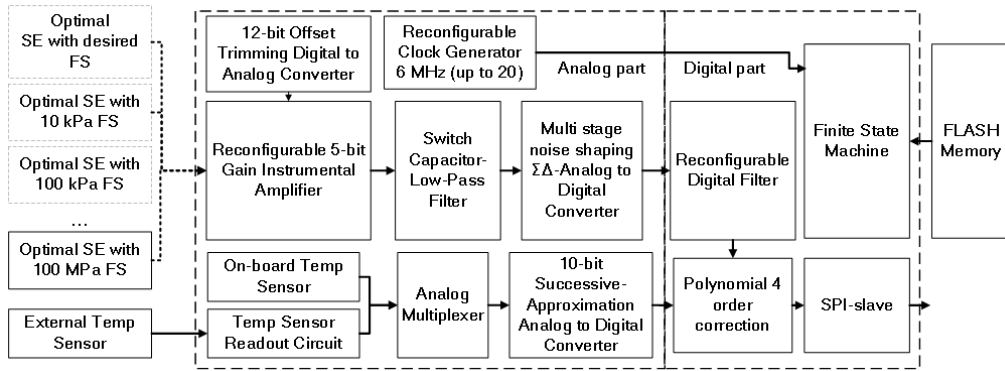 Optimal
SE with desired
FS
Optimal SE with
10 kPa FS
Optimal SE with
100 kPa FS
...
Optimal SE with
100 MPa FS
External Temp
Sensor
12-bit Offset
Trimming Digital to
Analog Converter
Reconfigurable
Clock Generator
6 MHz (up to 20)
Analog part
Digital part
Reconfigurable 5-bit
Gain Instrumental
Amplifier
Switch
Capacitor-
Low-Pass
Filter
Multi stage
noise shaping
ΣΔ-Analog to
Digital
Converter
Reconfigurable
Digital Filter
Finite State
Machine
FLASH
Memory
On-board Temp
Sensor
Temp Sensor
Readout Circuit
Analog
Multiplexer
10-bit
Successive-
Approximation
Analog to Digital
Converter
Polynomial 4
order
correction
SPI-slave